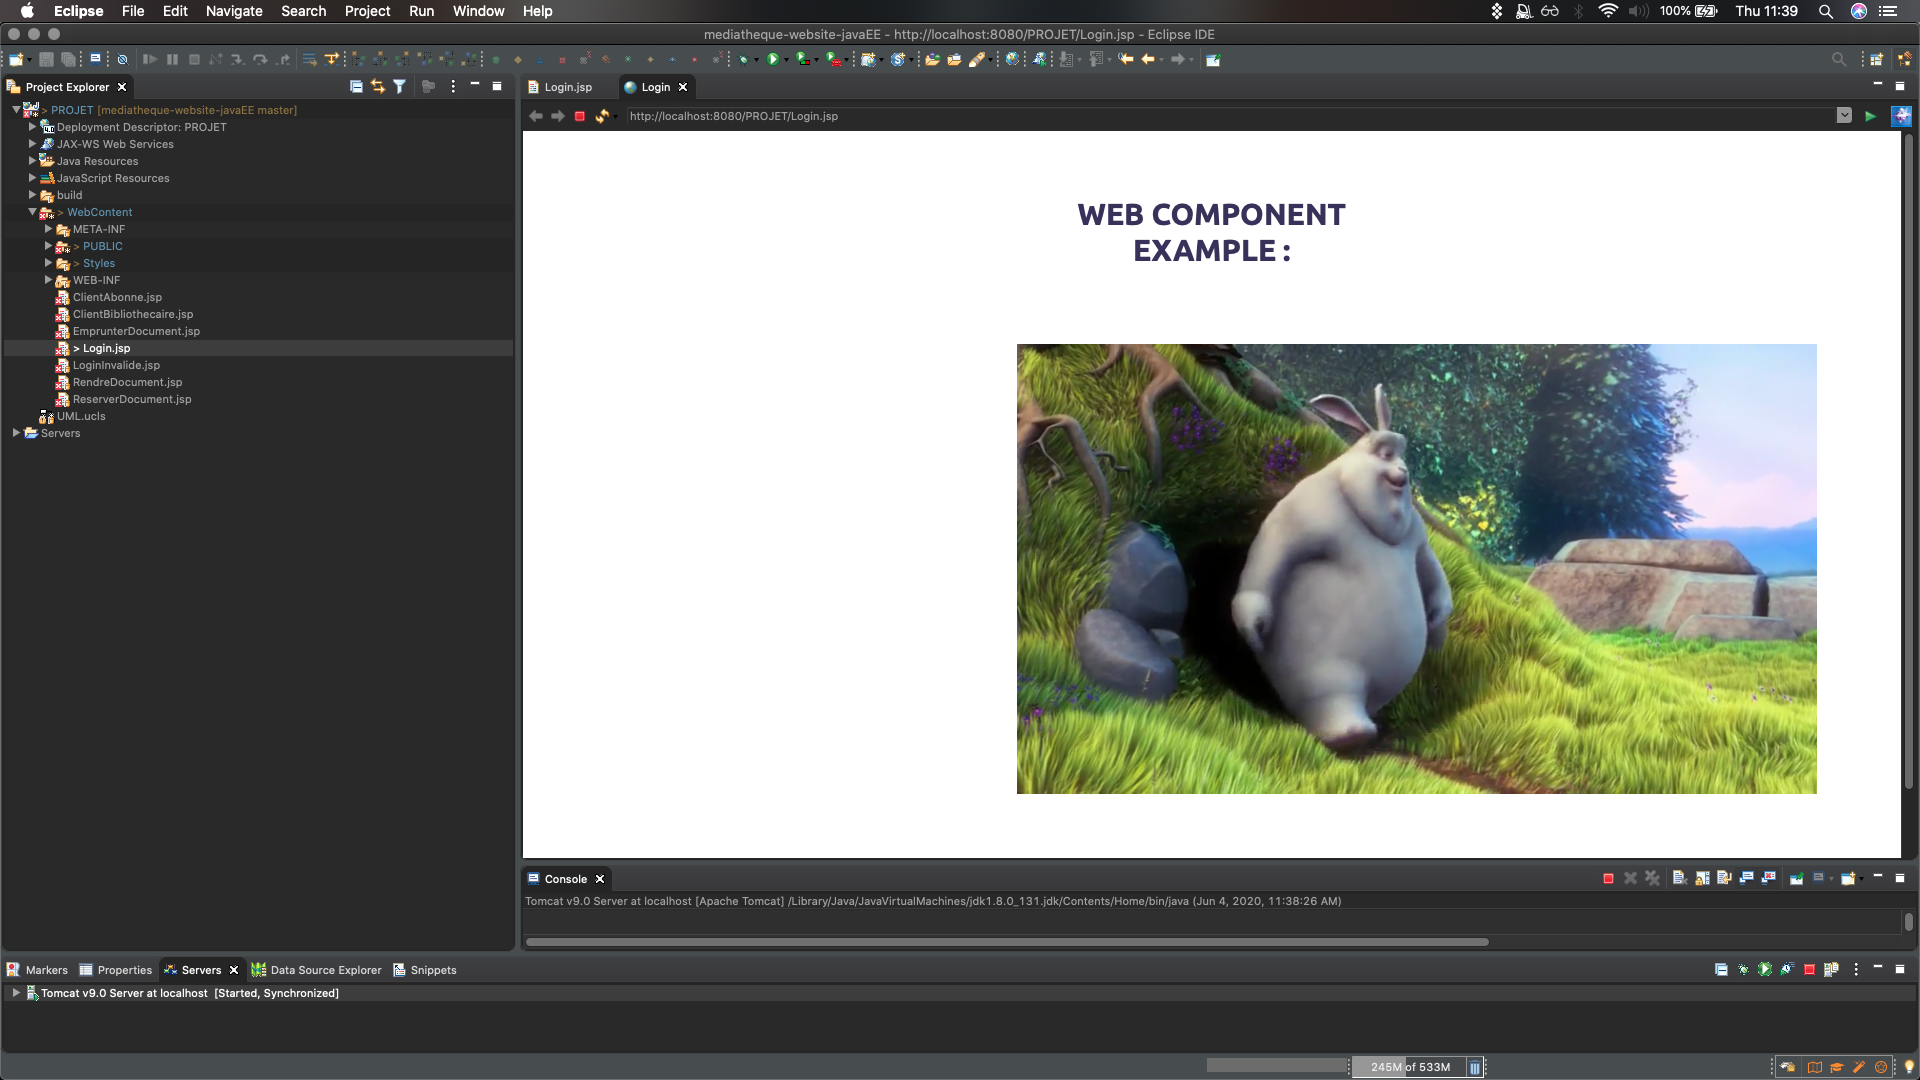 Eclipse File Edit Navigate Search Project Run Window Help 100% Thu 11:39
mediatheque-website-javaEE - http://localhost:8080/PROJET/Login.jsp - Eclipse IDE
Project Explorer
> PROJET [mediatheque-website-javaEE master]
Deployment Descriptor: PROJET
JAX-WS Web Services
Java Resources
JavaScript Resources
build
> WebContent
META-INF
> PUBLIC
> Styles
WEB-INF
ClientAbonne.jsp
ClientBibliothecaire.jsp
EmprunterDocument.jsp
> Login.jsp
LoginInvalide.jsp
RendreDocument.jsp
ReserverDocument.jsp
UML.ucls
Servers
Login.jsp Login
http://localhost:8080/PROJET/Login.jsp
WEB COMPONENT
EXAMPLE :
Console
Tomcat v9.0 Server at localhost [Apache Tomcat] /Library/Java/JavaVirtualMachines/jdk1.8.0_131.jdk/Contents/Home/bin/java (Jun 4, 2020, 11:38:26 AM)
Markers Properties Servers Data Source Explorer Snippets
Tomcat v9.0 Server at localhost [Started, Synchronized]
245M of 533M